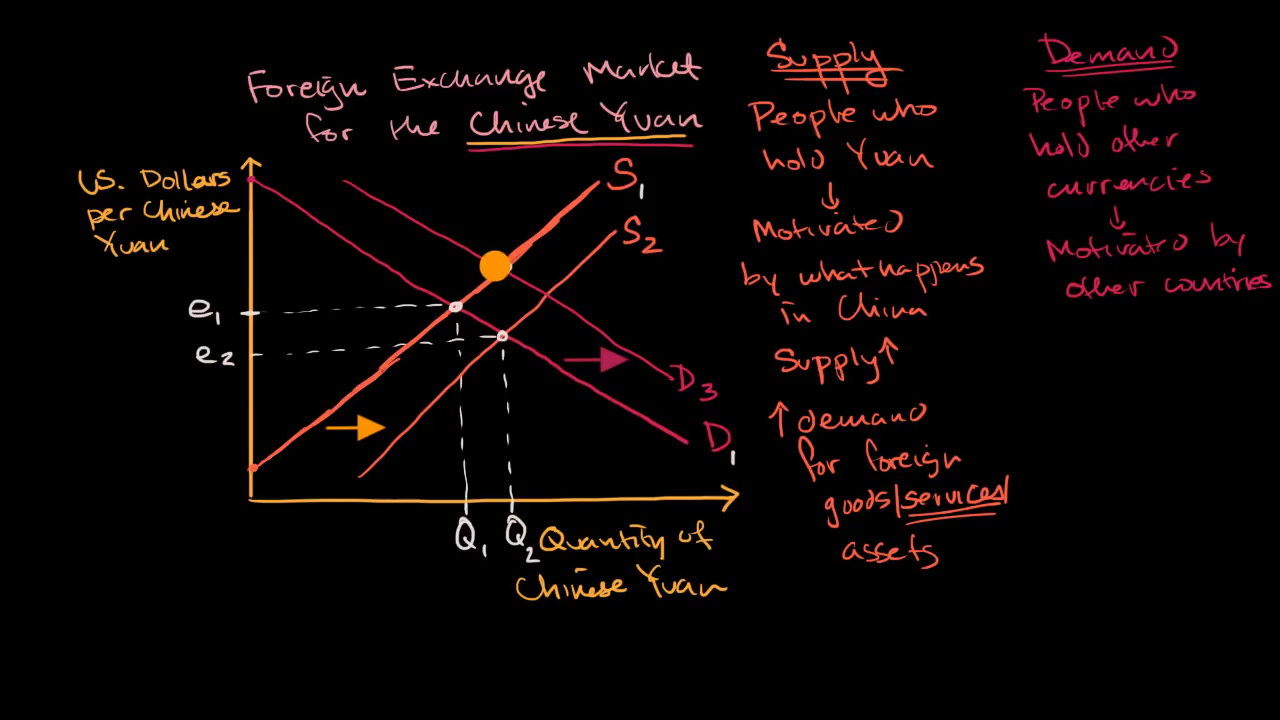 Foreign Exchange Market
for the Chinese Yuan
U.S. Dollars
per Chinese
Yuan
e1
e2
S1
S2
D3
D1
Q1
Q2
Quantity of
Chinese Yuan
Supply
People who
hold Yuan
↓
Motivated
by what happens
in China
Supply↑
↑ demand
for foreign
goods/services/
assets
Demand
People who
hold other
currencies
↓
Motivated by
other countries